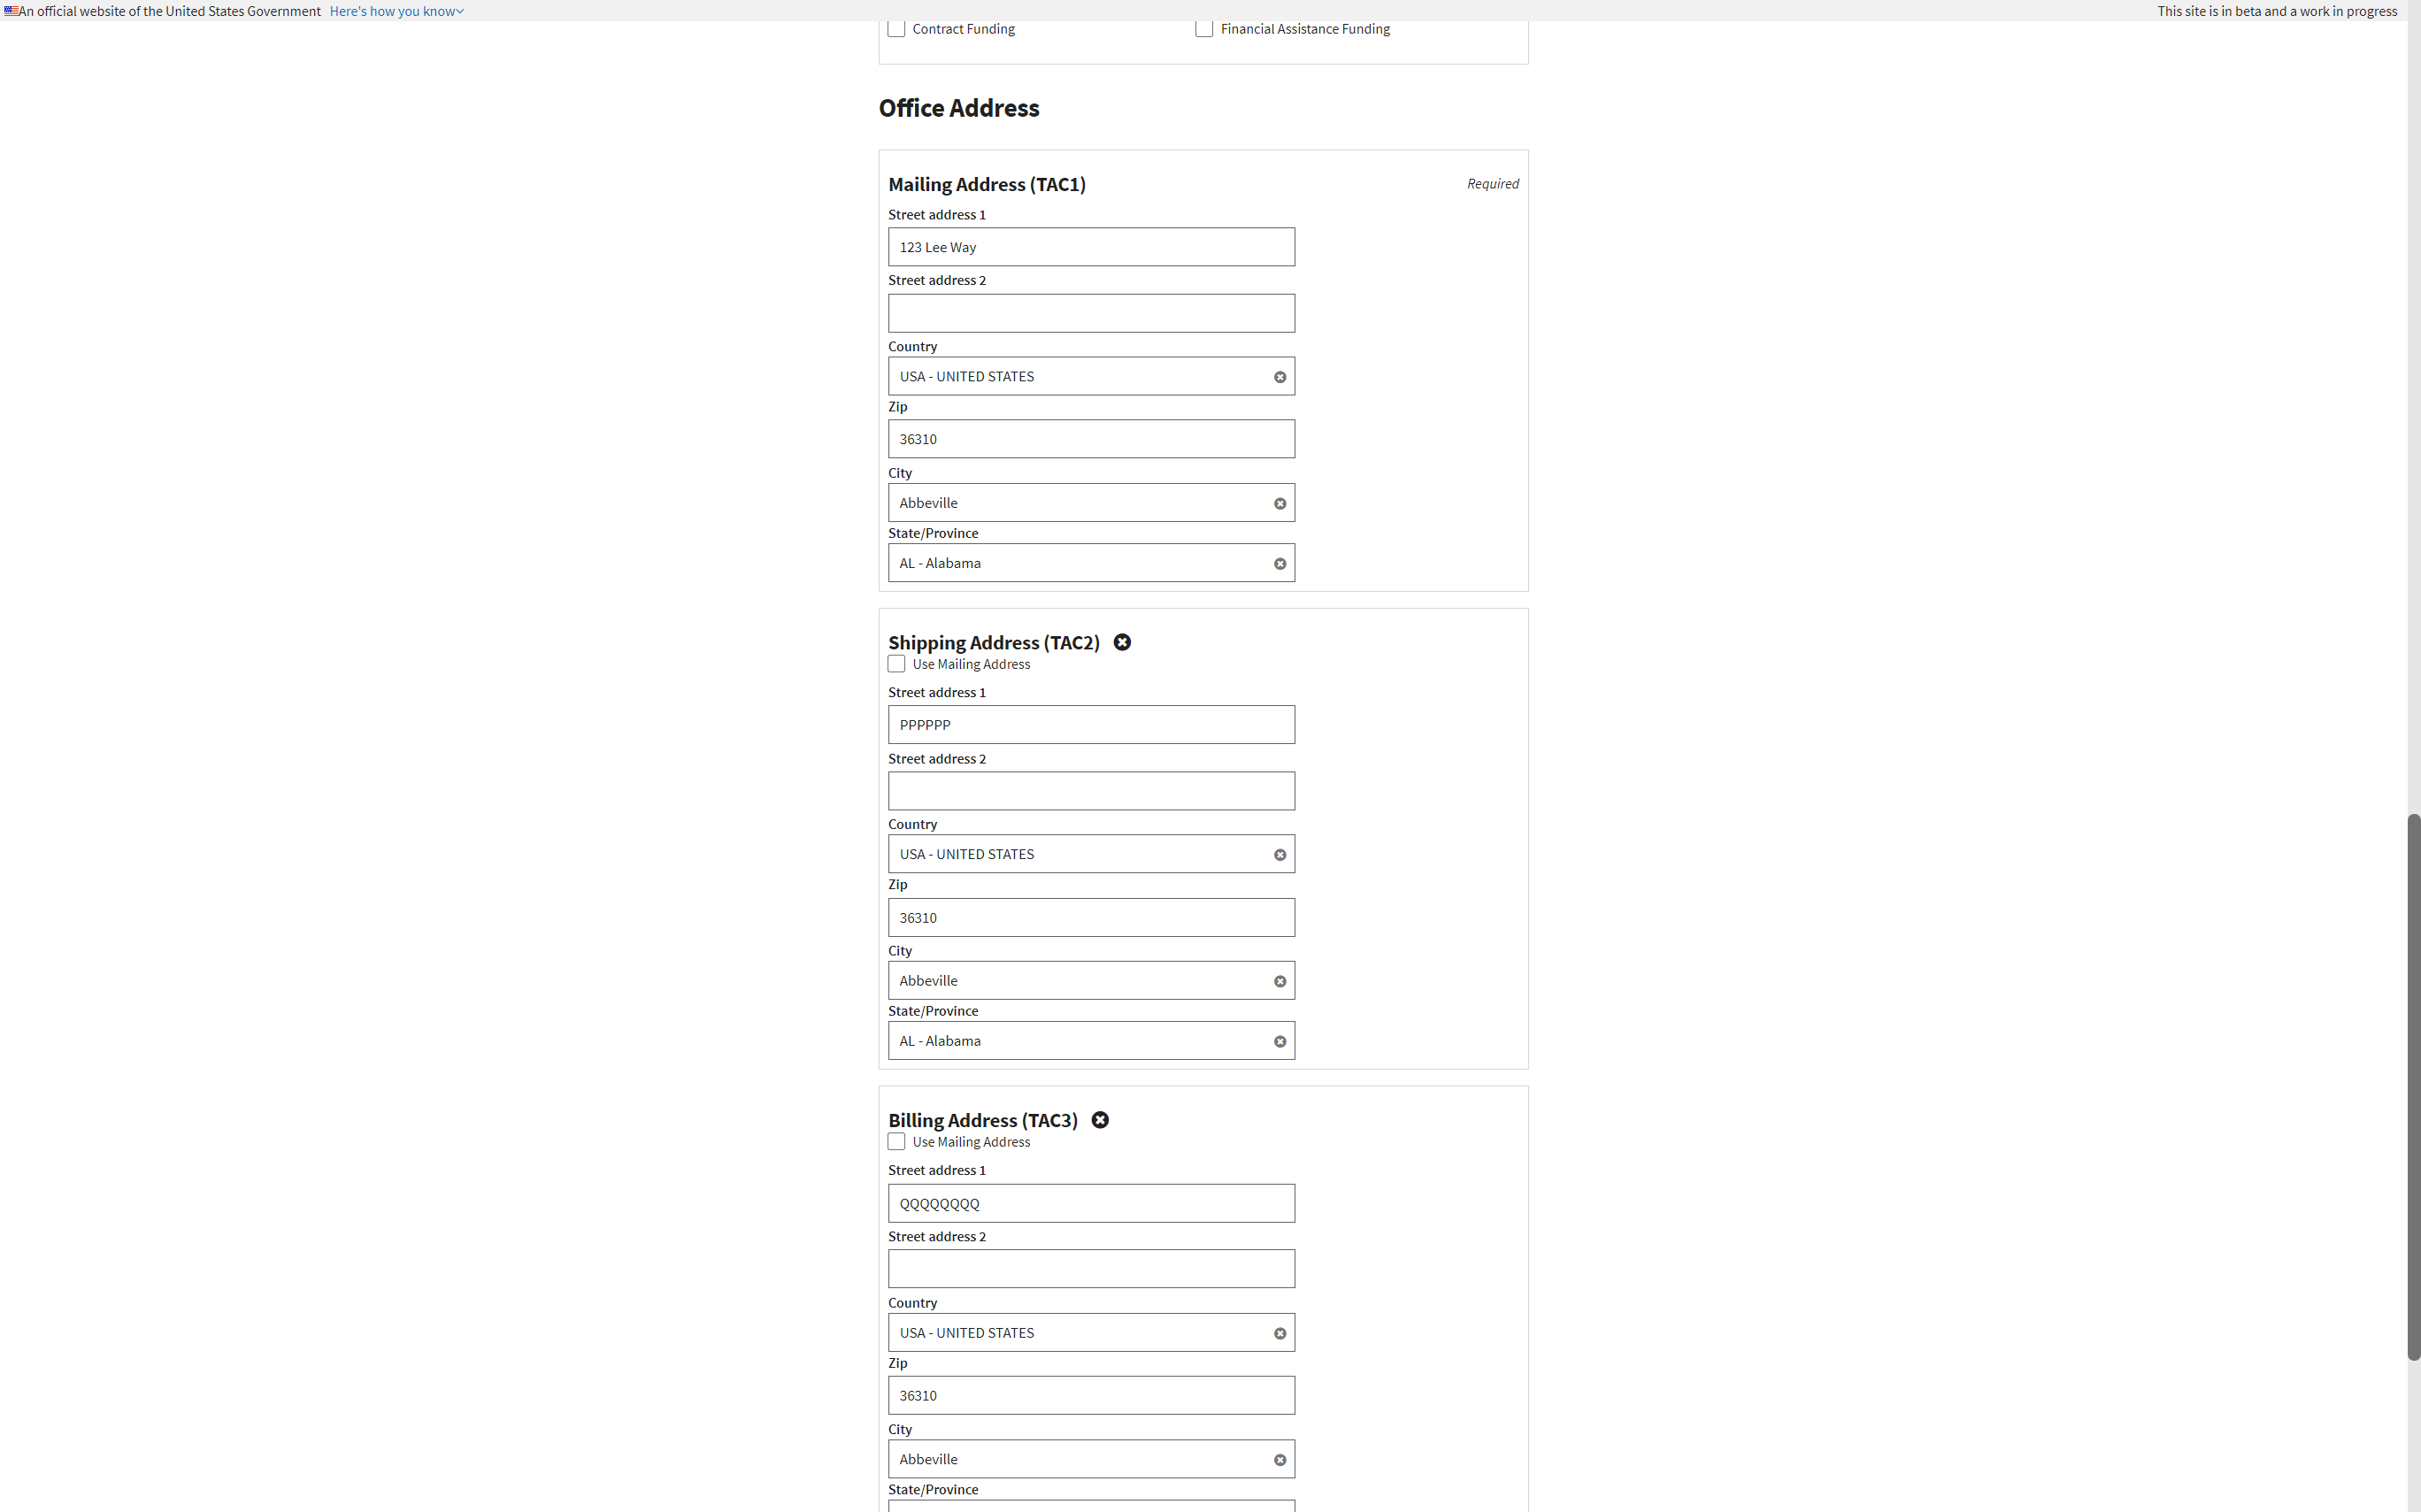 An official website of the United States Government Here's how you know This site is in beta and a work in progress
Contract Funding Financial Assistance Funding
Office Address
Mailing Address (TAC1) Required
Street address 1
123 Lee Way
Street address 2
Country
USA - UNITED STATES
Zip
36310
City
Abbeville
State/Province
AL - Alabama
Shipping Address (TAC2)
Use Mailing Address
Street address 1
PPPPPP
Street address 2
Country
USA - UNITED STATES
Zip
36310
City
Abbeville
State/Province
AL - Alabama
Billing Address (TAC3)
Use Mailing Address
Street address 1
QQQQQQQQ
Street address 2
Country
USA - UNITED STATES
Zip
36310
City
Abbeville
State/Province